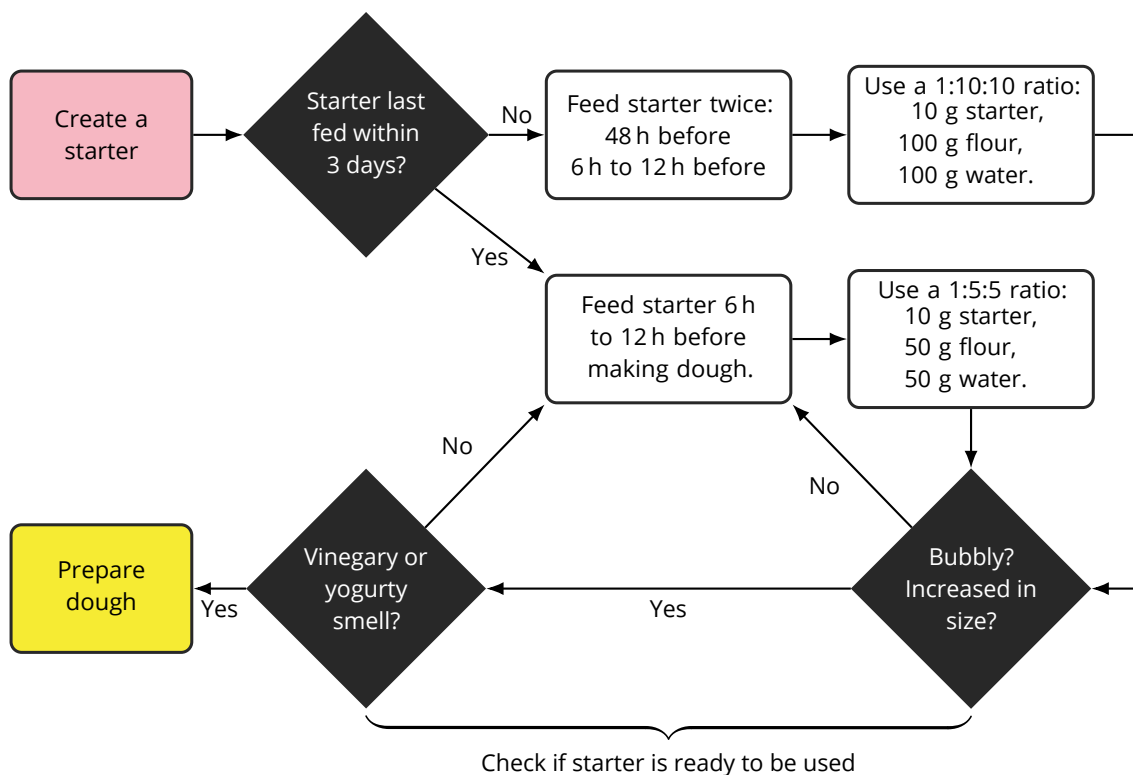 Create a
starter
Starter last
fed within
3 days?
No
Feed starter twice:
48 h before
6 h to 12 h before
Use a 1:10:10 ratio:
10 g starter,
100 g flour,
100 g water.
Yes
Feed starter 6 h
to 12 h before
making dough.
Use a 1:5:5 ratio:
10 g starter,
50 g flour,
50 g water.
No
No
Prepare
dough
Yes
Vinegary or
yogurty
smell?
Yes
Bubbly?
Increased in
size?
Check if starter is ready to be used